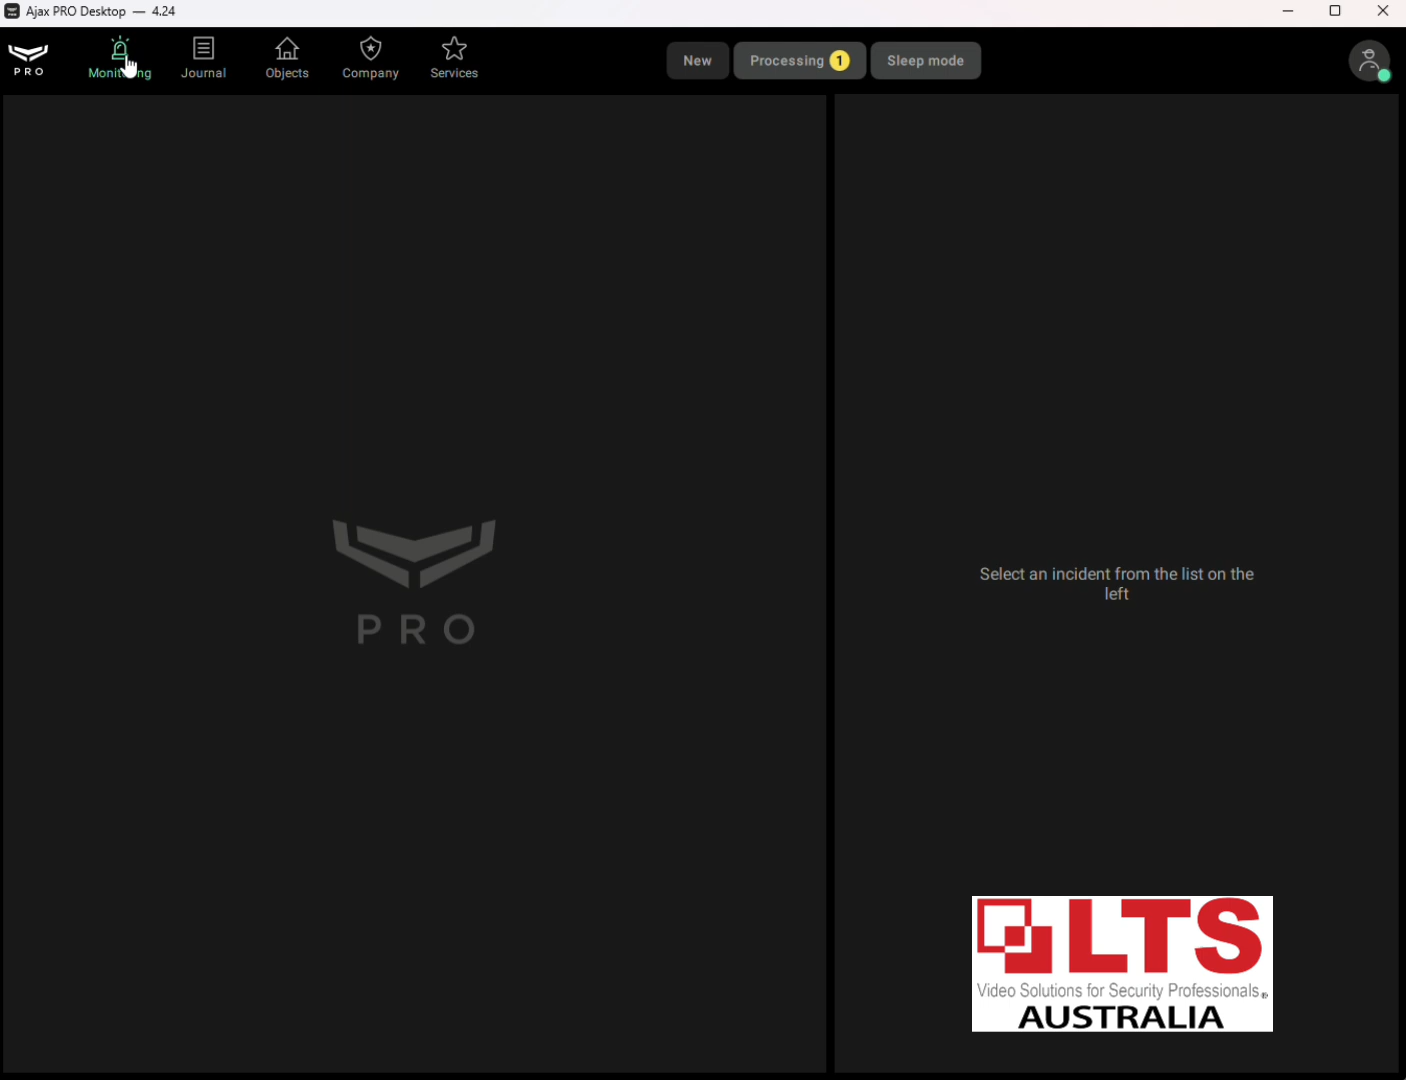 Ajax PRO Desktop — 4.24
PRO
Monitoring
Journal
Objects
Company
Services
New
Processing 1
Sleep mode
PRO
Select an incident from the list on the
left
LTS
Video Solutions for Security Professionals®
AUSTRALIA